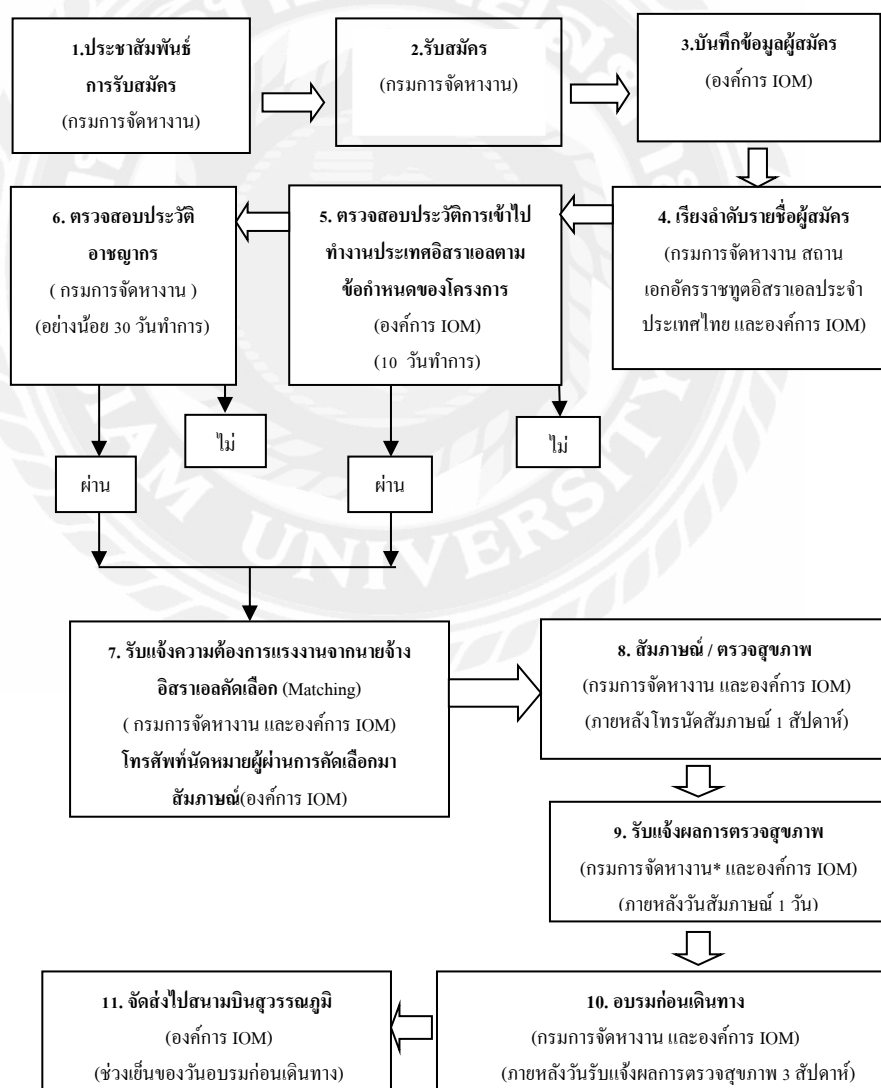 1.ประชาสัมพันธ์
การรับสมัคร
(กรมการจัดหางาน)
2.รับสมัคร
(กรมการจัดหางาน)
3.บันทึกข้อมูลผู้สมัคร
(องค์การ IOM)
4. เรียงลำดับรายชื่อผู้สมัคร
(กรมการจัดหางาน สถาน
เอกอัครราชทูตอิสราเอลประจำ
ประเทศไทย และองค์การ IOM)
5. ตรวจสอบประวัติการเข้าไป
ทำงานประเทศอิสราเอลตาม
ข้อกำหนดของโครงการ
(องค์การ IOM)
(10 วันทำการ)
6. ตรวจสอบประวัติ
อาชญากร
( กรมการจัดหางาน )
(อย่างน้อย 30 วันทำการ)
ไม่
ผ่าน
ไม่
ผ่าน
7. รับแจ้งความต้องการแรงงานจากนายจ้าง
อิสราเอลคัดเลือก (Matching)
( กรมการจัดหางาน และองค์การ IOM)
โทรศัพท์นัดหมายผู้ผ่านการคัดเลือกมา
สัมภาษณ์(องค์การ IOM)
8. สัมภาษณ์ / ตรวจสุขภาพ
(กรมการจัดหางาน และองค์การ IOM)
(ภายหลังโทรนัดสัมภาษณ์ 1 สัปดาห์)
9. รับแจ้งผลการตรวจสุขภาพ
(กรมการจัดหางาน* และองค์การ IOM)
(ภายหลังวันสัมภาษณ์ 1 วัน)
10. อบรมก่อนเดินทาง
(กรมการจัดหางาน และองค์การ IOM)
(ภายหลังวันรับแจ้งผลการตรวจสุขภาพ 3 สัปดาห์)
11. จัดส่งไปสนามบินสุวรรณภูมิ
(องค์การ IOM)
(ช่วงเย็นของวันอบรมก่อนเดินทาง)
SIAM UNIVERSITY